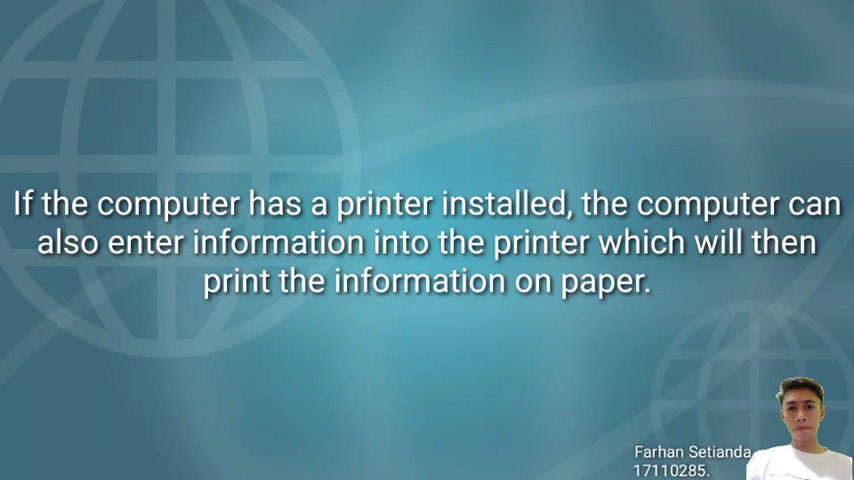 If the computer has a printer installed, the computer can
also enter information into the printer which will then
print the information on paper.
Farhan Setianda
17110285.